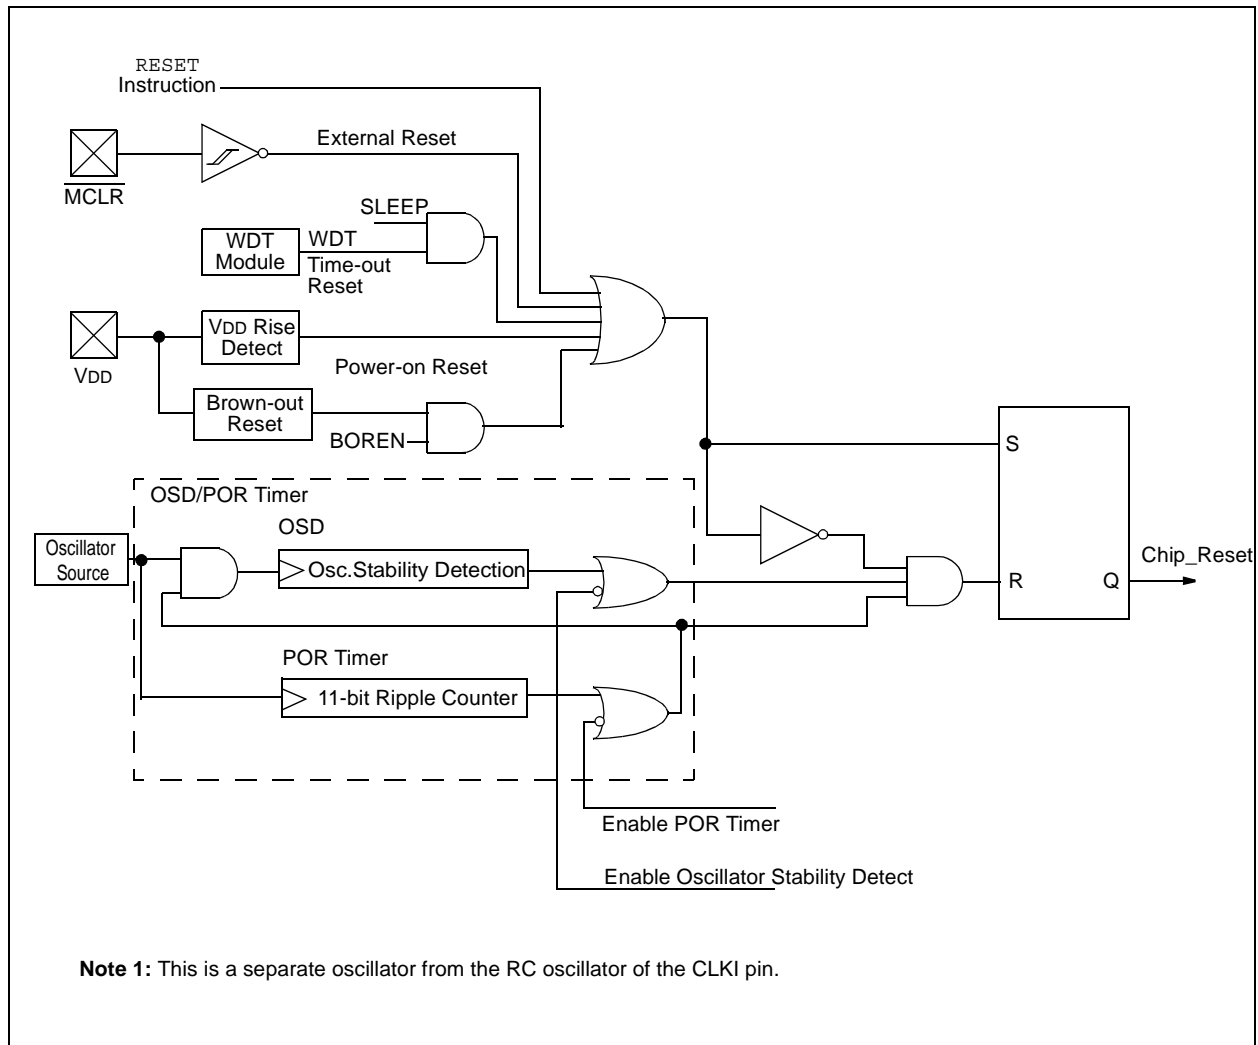 RESET
Instruction
External Reset
MCLR
SLEEP
WDT
Module
WDT
Time-out
Reset
VDD Rise
Detect
VDD
Power-on Reset
Brown-out
Reset
BOREN
S
OSD/POR Timer
OSD
Oscillator
Source
Osc.Stability Detection
Chip_Reset
R
Q
POR Timer
11-bit Ripple Counter
Enable POR Timer
Enable Oscillator Stability Detect
Note 1: This is a separate oscillator from the RC oscillator of the CLKI pin.